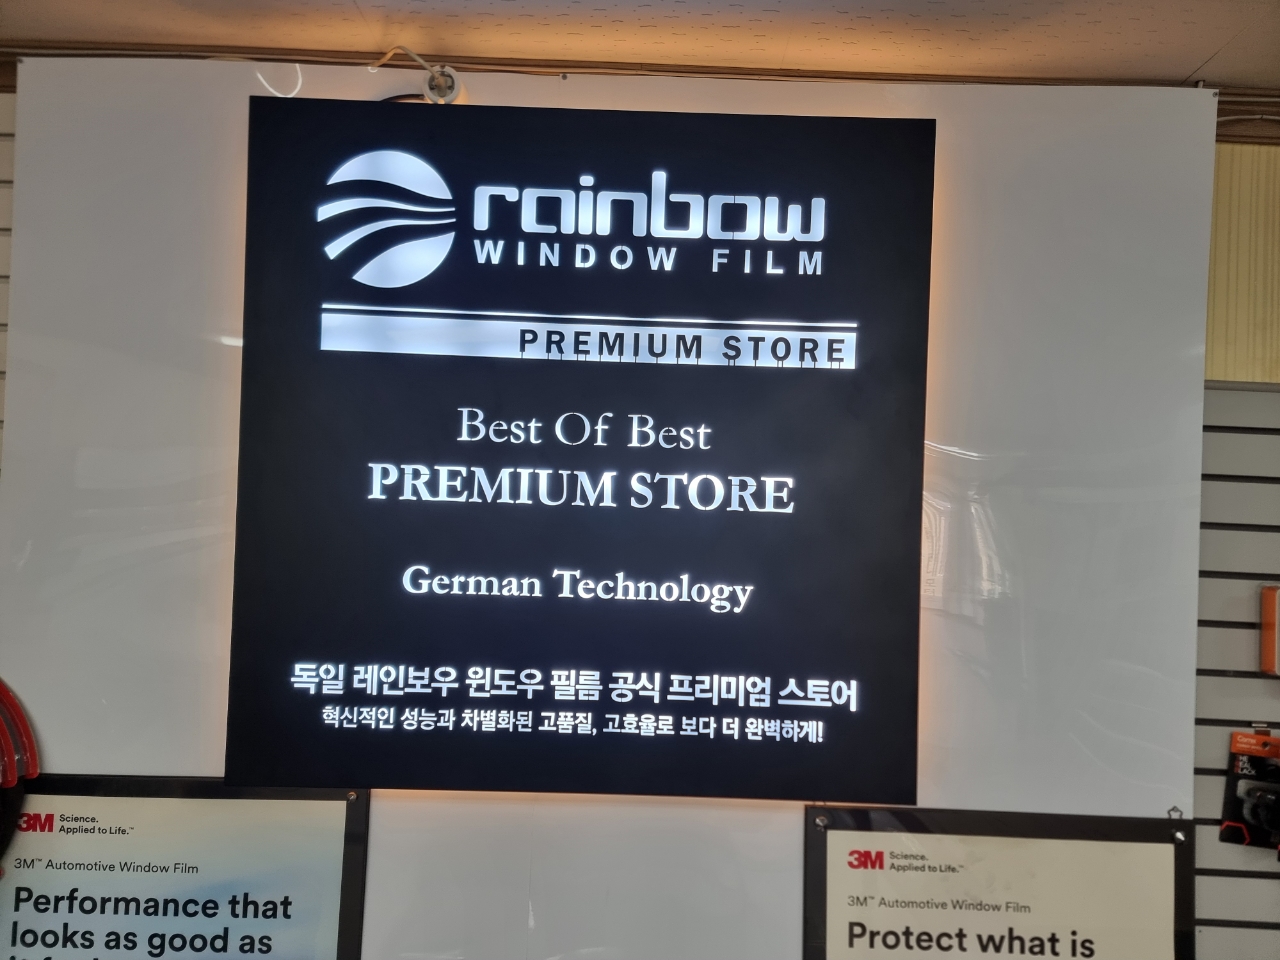 rainbow
WINDOW FILM
PREMIUM STORE
Best Of Best
PREMIUM STORE
German Technology
독일 레인보우 윈도우 필름 공식 프리미엄 스토어
혁신적인 성능과 차별화된 고품질, 고효율로 보다 더 완벽하게!
3M Science.
Applied to Life.™
3M™ Automotive Window Film
Performance that
looks as good as
3M Science.
Applied to Life.™
3M™ Automotive Window Film
Protect what is